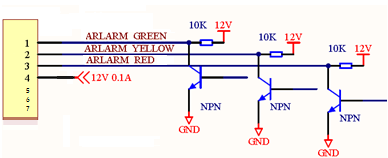 10K 12V
10K 12V
10K 12V
1 ARLARM GREEN
2 ARLARM YELLOW
3 ARLARM RED
4 12V 0.1A
5
6
7
NPN
NPN
NPN
GND
GND
GND